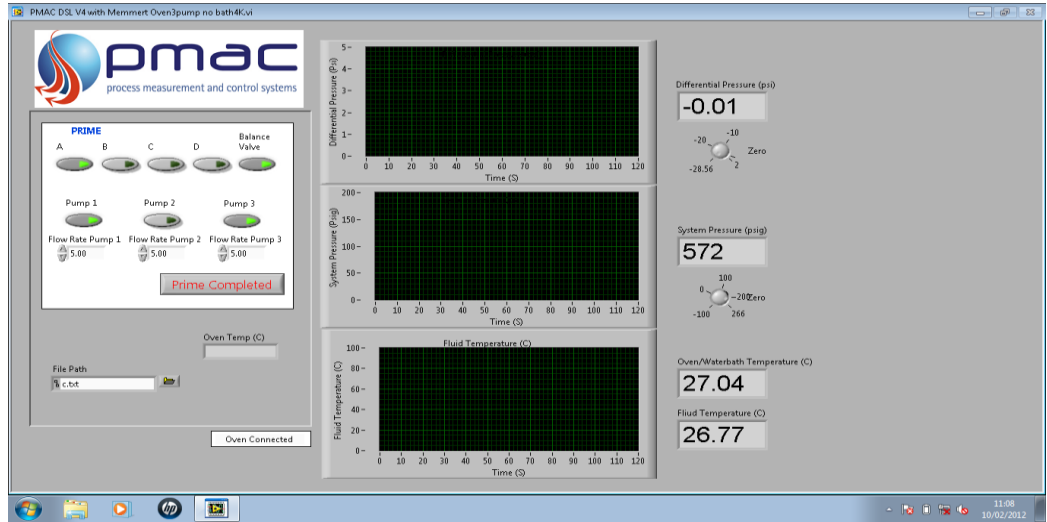 PMAC DSL V4 with Memmert Oven3pump no bath4K.vi
pmac
process measurement and control systems
PRIME
A B C D Balance Valve
Pump 1 Pump 2 Pump 3
Flow Rate Pump 1 Flow Rate Pump 2 Flow Rate Pump 3
5.00 5.00 5.00
Prime Completed
Oven Temp (C)
File Path
c.txt
Oven Connected
Differential Pressure (Psi)
5
4
3
2
1
0
0 10 20 30 40 50 60 70 80 90 100 110 120
Time (S)
System Pressure (Psig)
200
150
100
50
0
0 10 20 30 40 50 60 70 80 90 100 110 120
Time (S)
Fluid Temperature (C)
Fluid Temperature (C)
100
80
60
40
20
0
0 10 20 30 40 50 60 70 80 90 100 110 120
Time (S)
Differential Pressure (psi)
-0.01
-20 -10
Zero
-28.56 2
System Pressure (psig)
572
100
0 -200 Zero
-100 266
Oven/Waterbath Temperature (C)
27.04
Fliud Temperature (C)
26.77
hp
11:08
10/02/2012